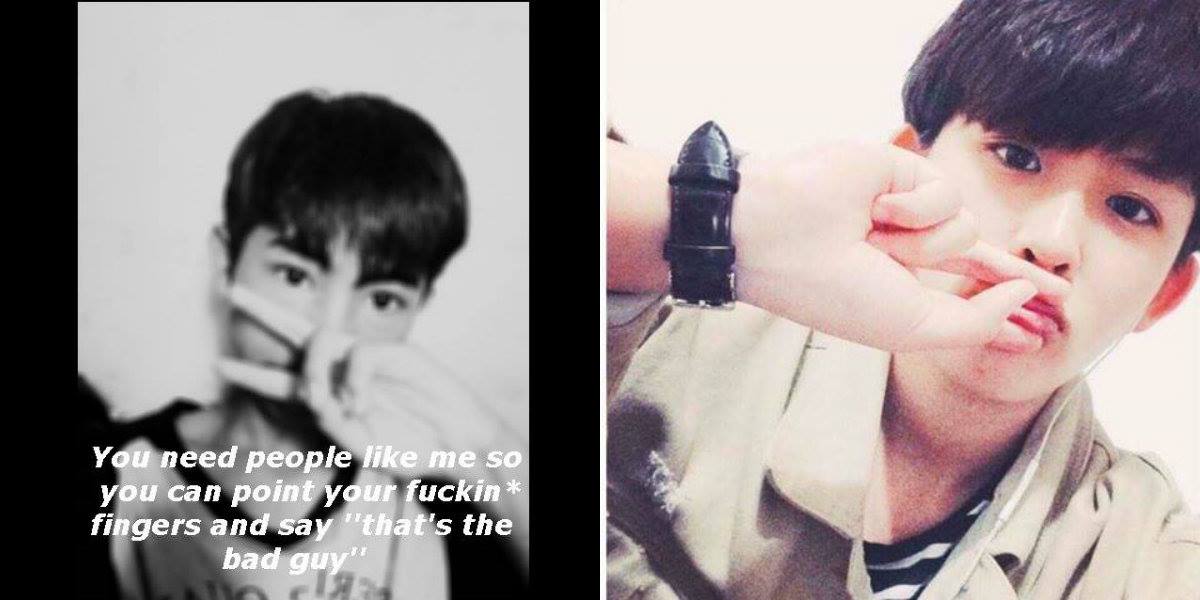 You need people like me so
you can point your fuckin*
fingers and say "that's the
bad guy"